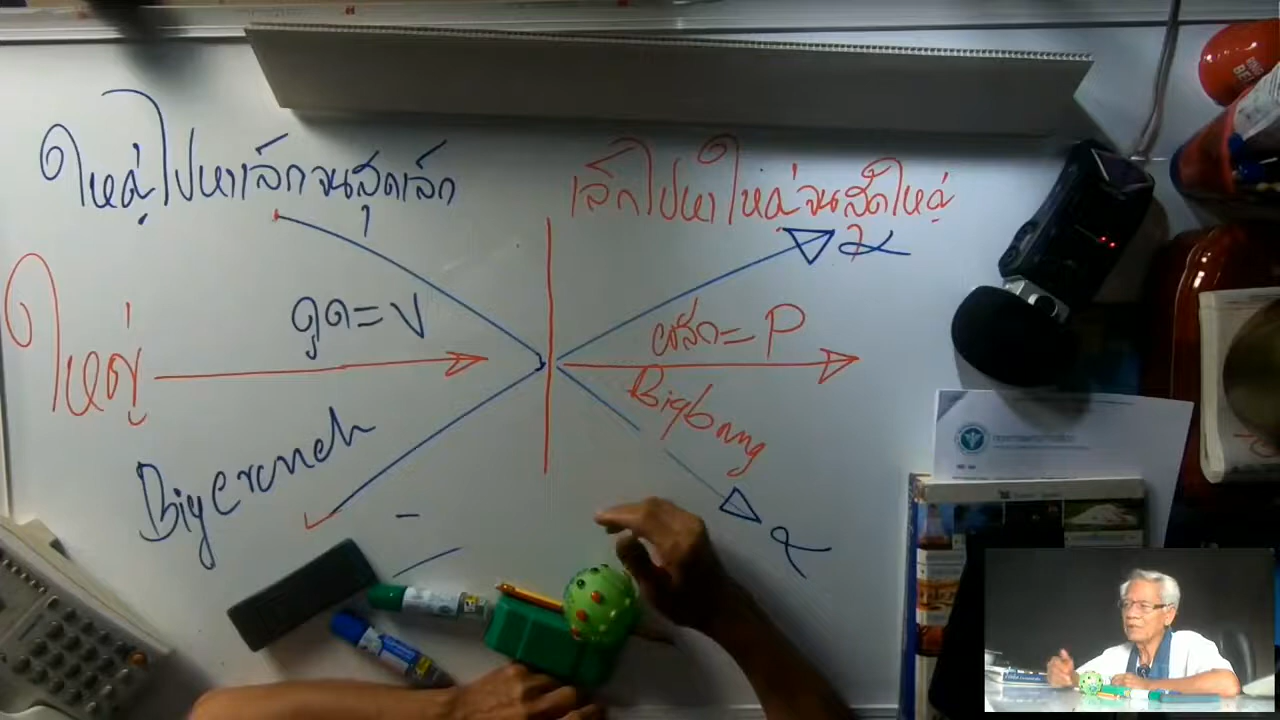 ใหญ่ไปหาเล็กจนสุดเล็ก
เล็กไปหาใหญ่จนสุดใหญ่
α
ใหญ่
ดูด=V
ผลัก=P
Bigbang
Bigcrunch
α